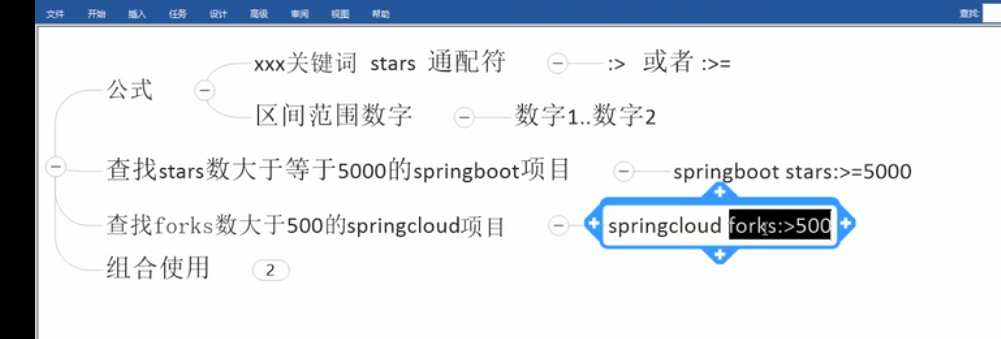 文件 开始 插入 任务 设计 高级 审阅 视图 帮助 查找:
公式
xxx关键词 stars 通配符 :> 或者 :>=
区间范围数字 数字1..数字2
查找stars数大于等于5000的springboot项目 springboot stars:>=5000
查找forks数大于500的springcloud项目 springcloud forks:>500
组合使用 2